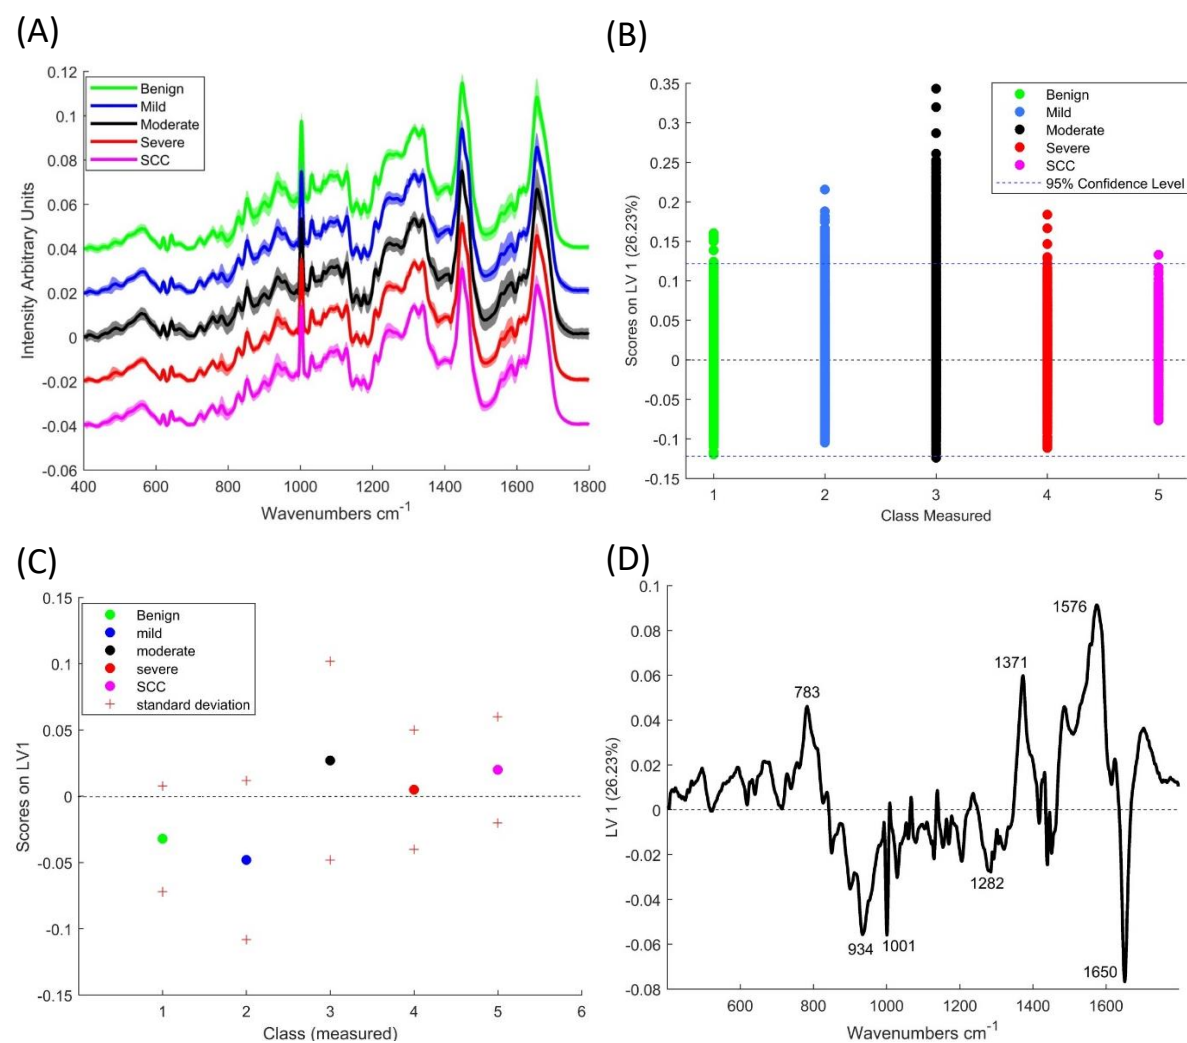 (A)
Intensity Arbitrary Units
0.12
0.1
0.08
0.06
0.04
0.02
0
-0.02
-0.04
-0.06
Benign
Mild
Moderate
Severe
SCC
400 600 800 1000 1200 1400 1600 1800
Wavenumbers cm⁻¹
(B)
Scores on LV 1 (26.23%)
0.35
0.3
0.25
0.2
0.15
0.1
0.05
0
-0.05
-0.1
-0.15
Benign
Mild
Moderate
Severe
SCC
95% Confidence Level
1 2 3 4 5
Class Measured
(C)
Scores on LV1
0.15
0.1
0.05
0
-0.05
-0.1
-0.15
Benign
mild
moderate
severe
SCC
standard deviation
1 2 3 4 5 6
Class (measured)
(D)
LV 1 (26.23%)
0.1
0.08
0.06
0.04
0.02
0
-0.02
-0.04
-0.06
-0.08
1576
1371
783
1282
934
1001
1650
600 800 1000 1200 1400 1600
Wavenumbers cm⁻¹